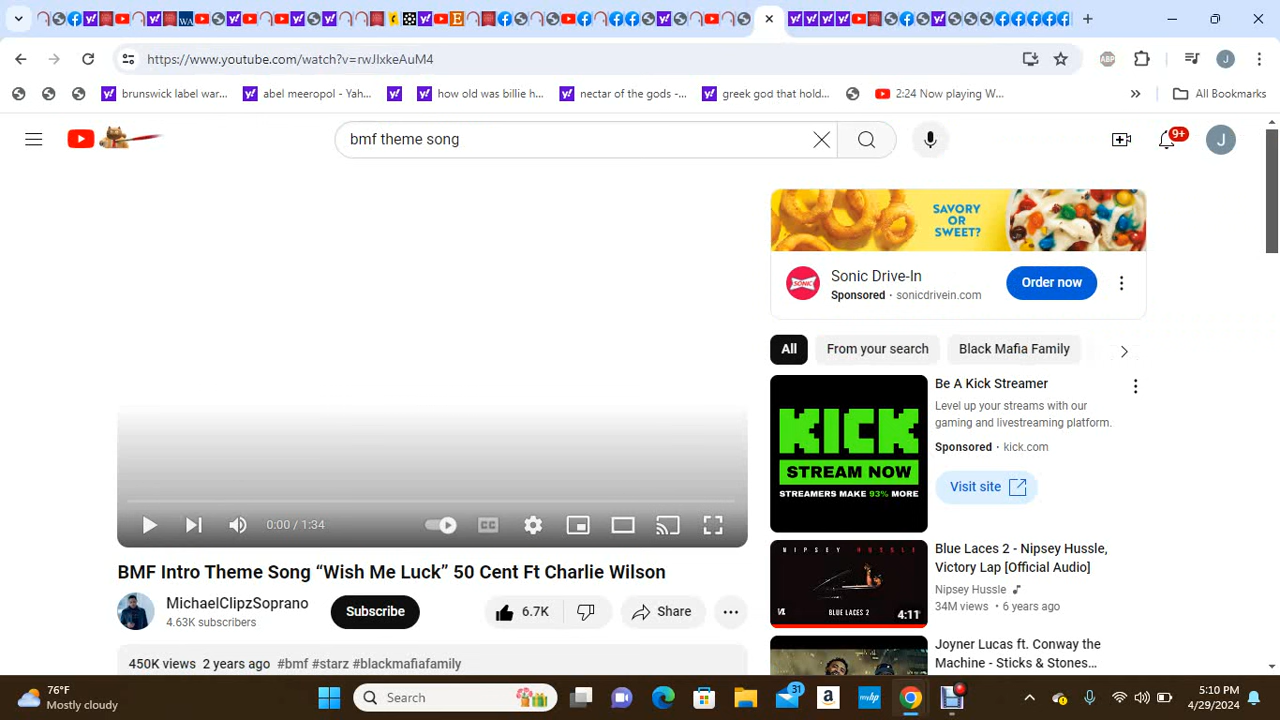 https://www.youtube.com/watch?v=rwJlxkeAuM4
brunswick label war...
abel meeropol - Yah...
how old was billie h...
nectar of the gods -...
greek god that hold...
2:24 Now playing W...
All Bookmarks
bmf theme song
9+
J
J
SAVORY
OR
SWEET?
SONIC
Sonic Drive-In
Sponsored · sonicdrivein.com
Order now
All
From your search
Black Mafia Family
KICK
STREAM NOW
STREAMERS MAKE 93% MORE
Be A Kick Streamer
Level up your streams with our
gaming and livestreaming platform.
Sponsored · kick.com
Visit site
0:00 / 1:34
CC
BMF Intro Theme Song “Wish Me Luck” 50 Cent Ft Charlie Wilson
MichaelClipzSoprano
4.63K subscribers
Subscribe
6.7K
Share
450K views 2 years ago #bmf #starz #blackmafiafamily
NIPSEY HUSSLE
BLUE LACES 2
4:11
Blue Laces 2 - Nipsey Hussle,
Victory Lap [Official Audio]
Nipsey Hussle
34M views • 6 years ago
Joyner Lucas ft. Conway the
Machine - Sticks & Stones...
76°F
Mostly cloudy
Search
31
5:10 PM
4/29/2024